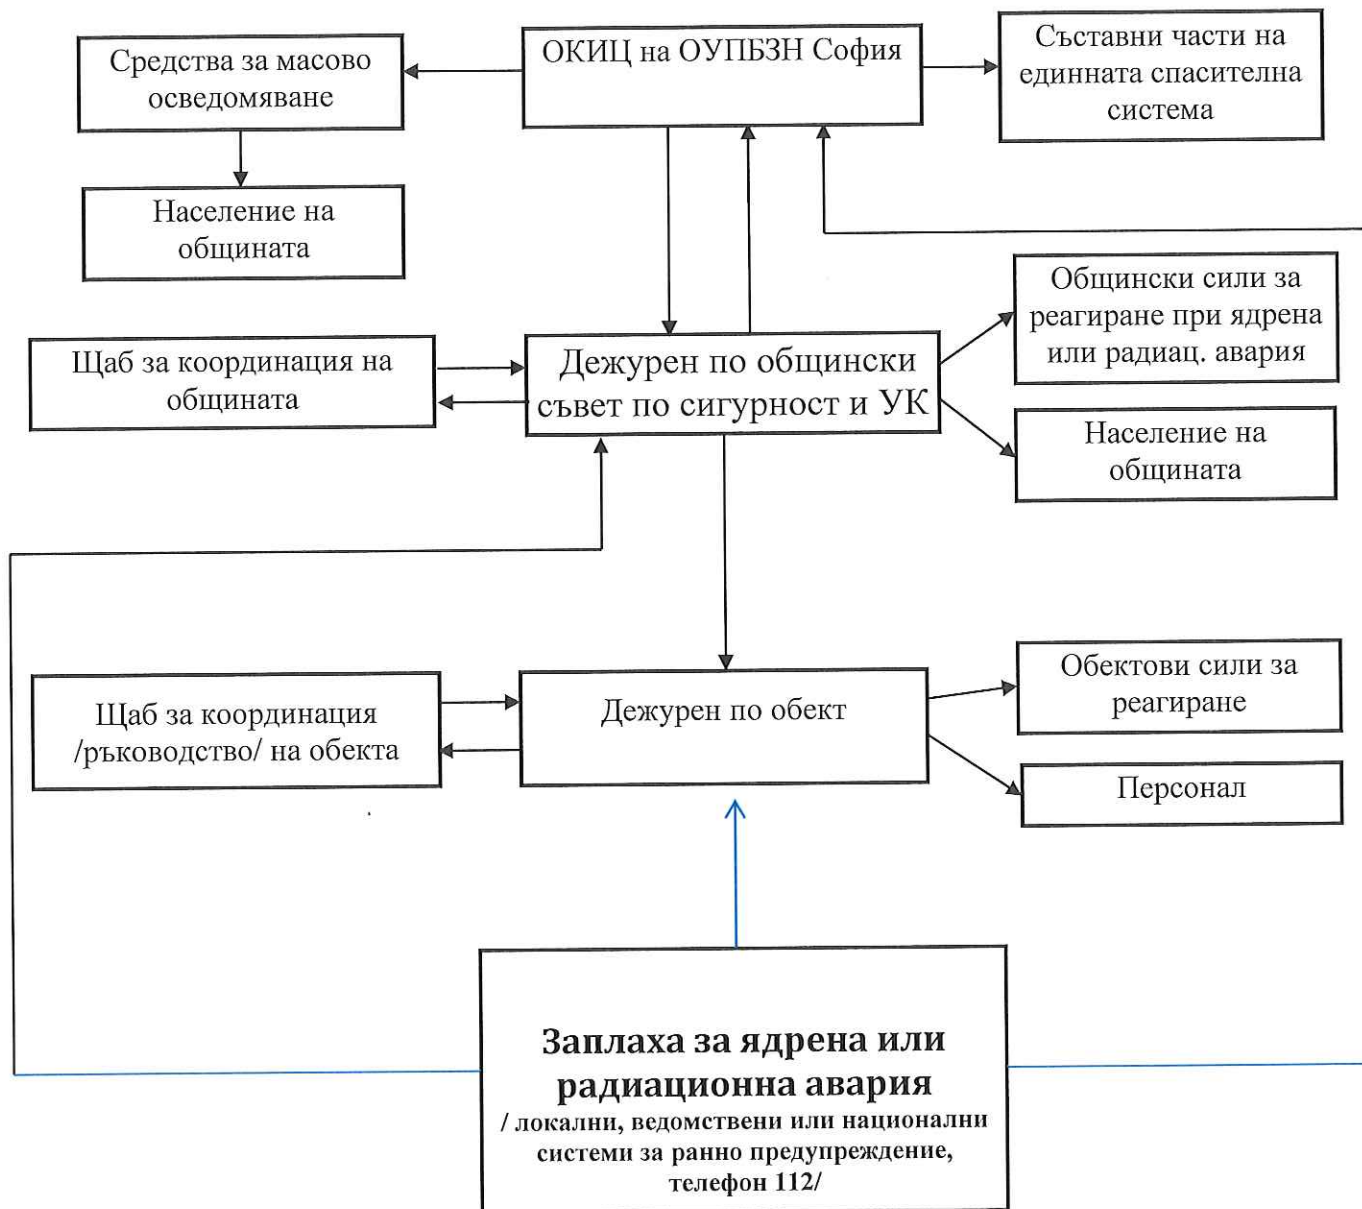 Средства за масово
осведомяване
ОКИЦ на ОУПБЗН София
Съставни части на
единната спасителна
система
Население на
общината
Общински сили за
реагиране при ядрена
или радиац. авария
Щаб за координация на
общината
Дежурен по общински
съвет по сигурност и УК
Население на
общината
Щаб за координация
/ръководство/ на обекта
Дежурен по обект
Обектови сили за
реагиране
Персонал
Заплаха за ядрена или
радиационна авария
/ локални, ведомствени или национални
системи за ранно предупреждение,
телефон 112/